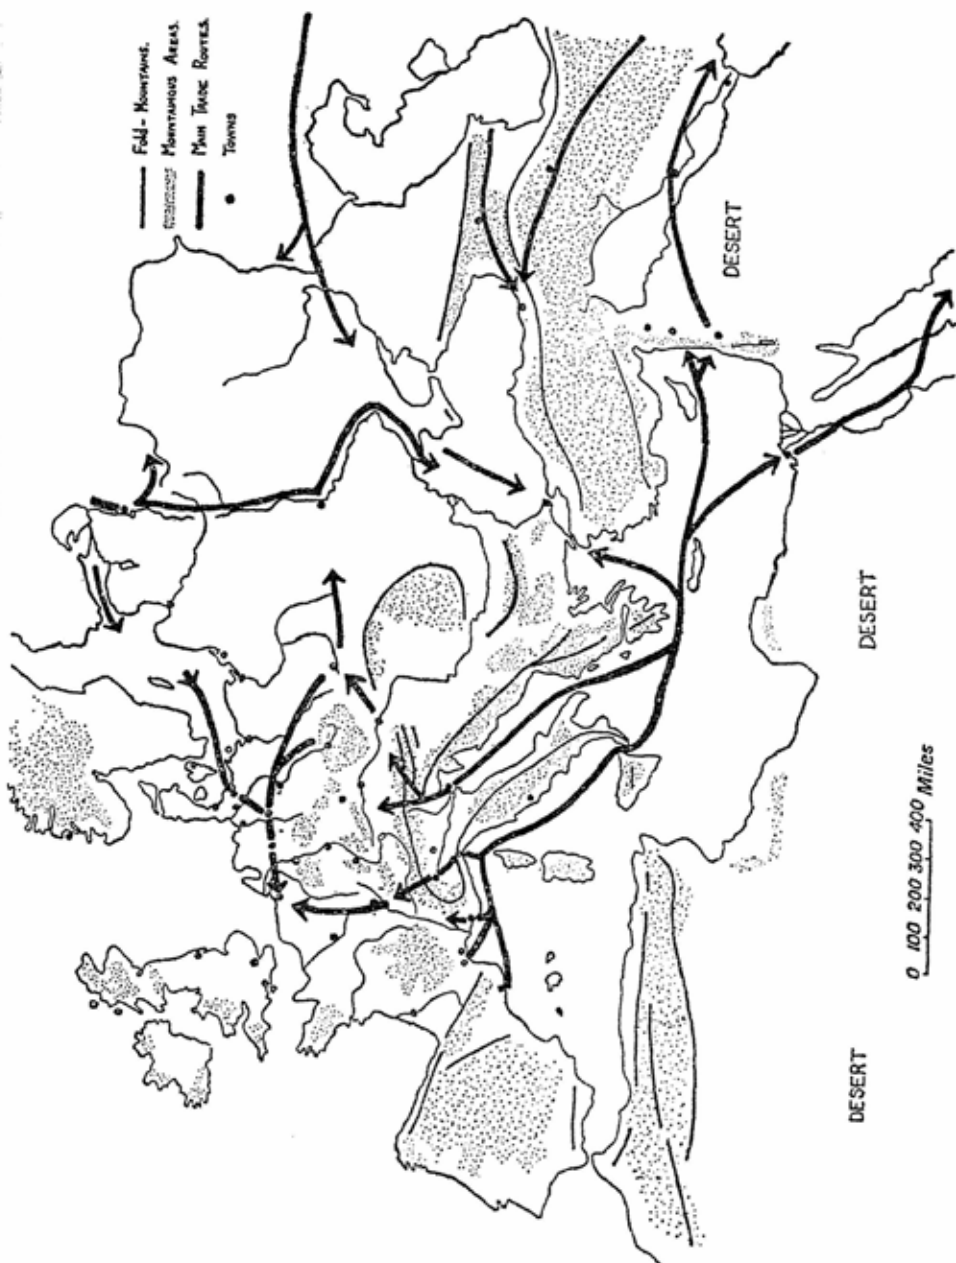 Fold-Mountains.
Mountainous Areas.
Main Trade Routes.
Towns
DESERT
DESERT
DESERT
0 100 200 300 400 Miles